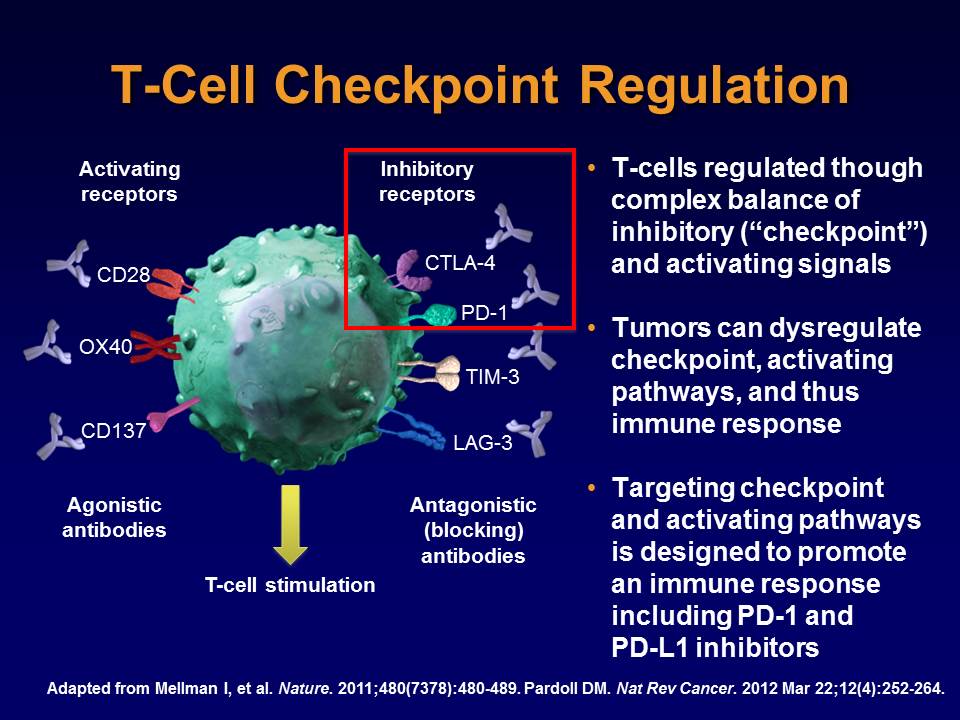 T-Cell Checkpoint Regulation
Activating
receptors
Inhibitory
receptors
CD28
CTLA-4
PD-1
OX40
TIM-3
CD137
LAG-3
Agonistic
antibodies
Antagonistic
(blocking)
antibodies
T-cell stimulation
• T-cells regulated though
complex balance of
inhibitory (“checkpoint”)
and activating signals
• Tumors can dysregulate
checkpoint, activating
pathways, and thus
immune response
• Targeting checkpoint
and activating pathways
is designed to promote
an immune response
including PD-1 and
PD-L1 inhibitors
Adapted from Mellman I, et al. Nature. 2011;480(7378):480-489. Pardoll DM. Nat Rev Cancer. 2012 Mar 22;12(4):252-264.